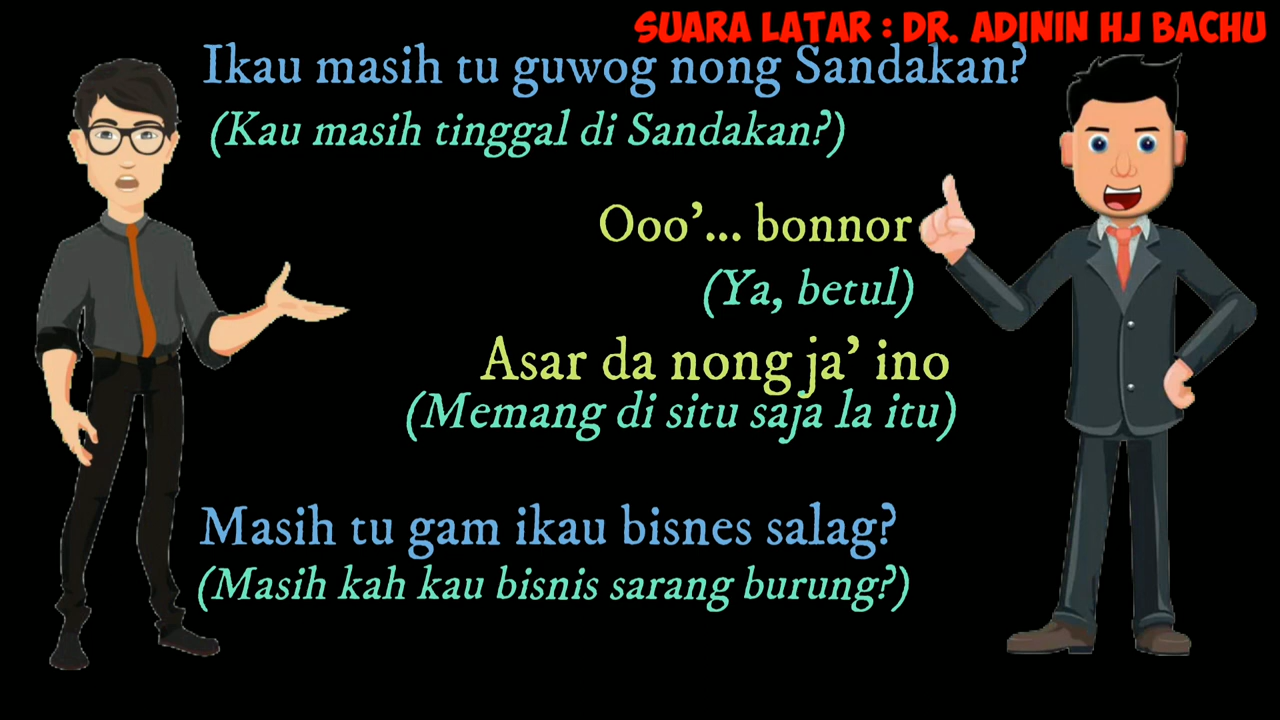 SUARA LATAR : DR. ADININ HJ BACHU
Ikau masih tu guwog nong Sandakan?
(Kau masih tinggal di Sandakan?)
Ooo’... bonnor
(Ya, betul)
Asar da nong ja’ ino
(Memang di situ saja la itu)
Masih tu gam ikau bisnes salag?
(Masih kah kau bisnis sarang burung?)